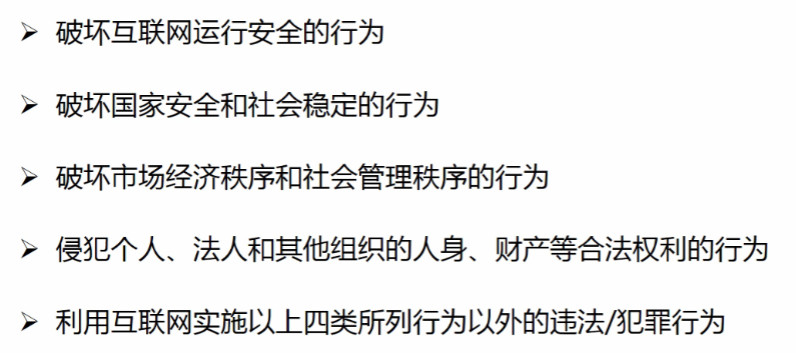 ➢ 破坏互联网运行安全的行为
➢ 破坏国家安全和社会稳定的行为
➢ 破坏市场经济秩序和社会管理秩序的行为
➢ 侵犯个人、法人和其他组织的人身、财产等合法权利的行为
➢ 利用互联网实施以上四类所列行为以外的违法/犯罪行为